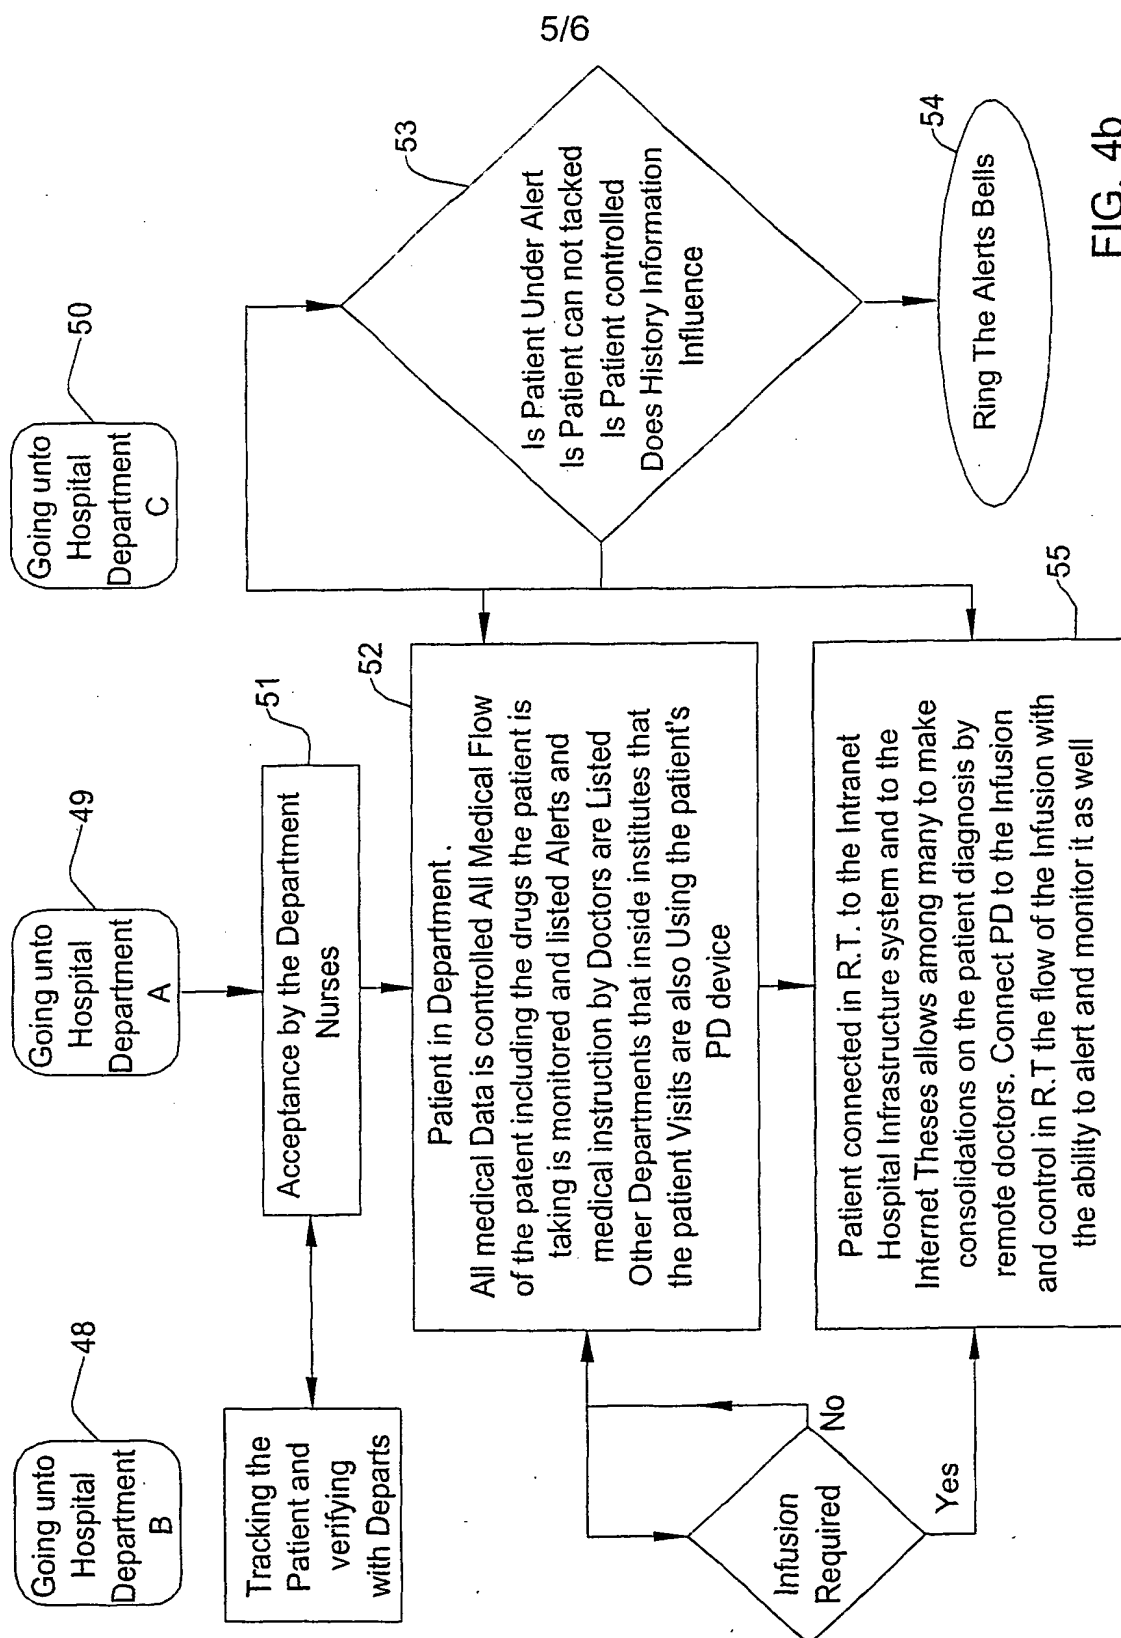 5/6
Going unto
Hospital
Department
B
48
Going unto
Hospital
Department
A
49
Going unto
Hospital
Department
C
50
Tracking the
Patient and
verifying
with Departs
Acceptance by the Department
Nurses
51
Patient in Department .
All medical Data is controlled All Medical Flow
of the patent including the drugs the patient is
taking is monitored and listed Alerts and
medical instruction by Doctors are Listed
Other Departments that inside institutes that
the patient Visits are also Using the patient's
PD device
52
Is Patient Under Alert
Is Patient can not tacked
Is Patient controlled
Does History Information
Influence
53
Infusion
Required
No
Yes
Patient connected in R.T. to the Intranet
Hospital Infrastructure system and to the
Internet Theses allows among many to make
consolidations on the patient diagnosis by
remote doctors. Connect PD to the Infusion
and control in R.T the flow of the Infusion with
the ability to alert and monitor it as well
55
Ring The Alerts Bells
54
FIG. 4b